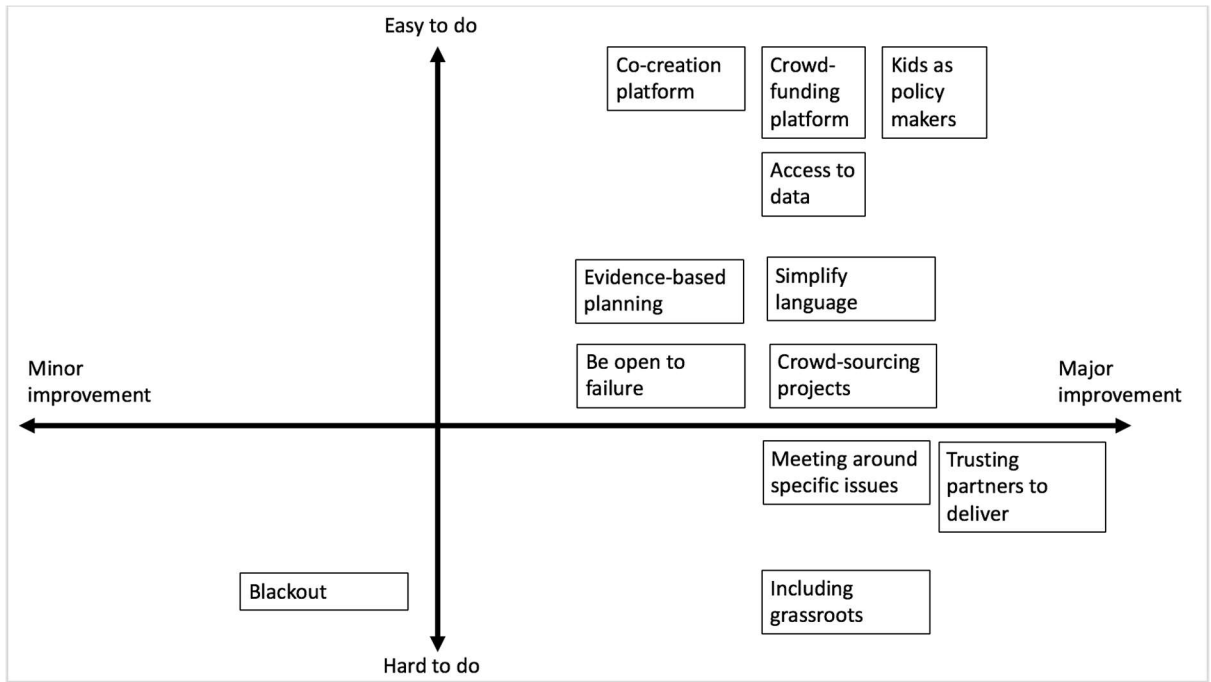 Easy to do
Co-creation
platform
Crowd-
funding
platform
Kids as
policy
makers
Access to
data
Evidence-based
planning
Simplify
language
Minor
improvement
Be open to
failure
Crowd-sourcing
projects
Major
improvement
Meeting around
specific issues
Trusting
partners to
deliver
Blackout
Including
grassroots
Hard to do